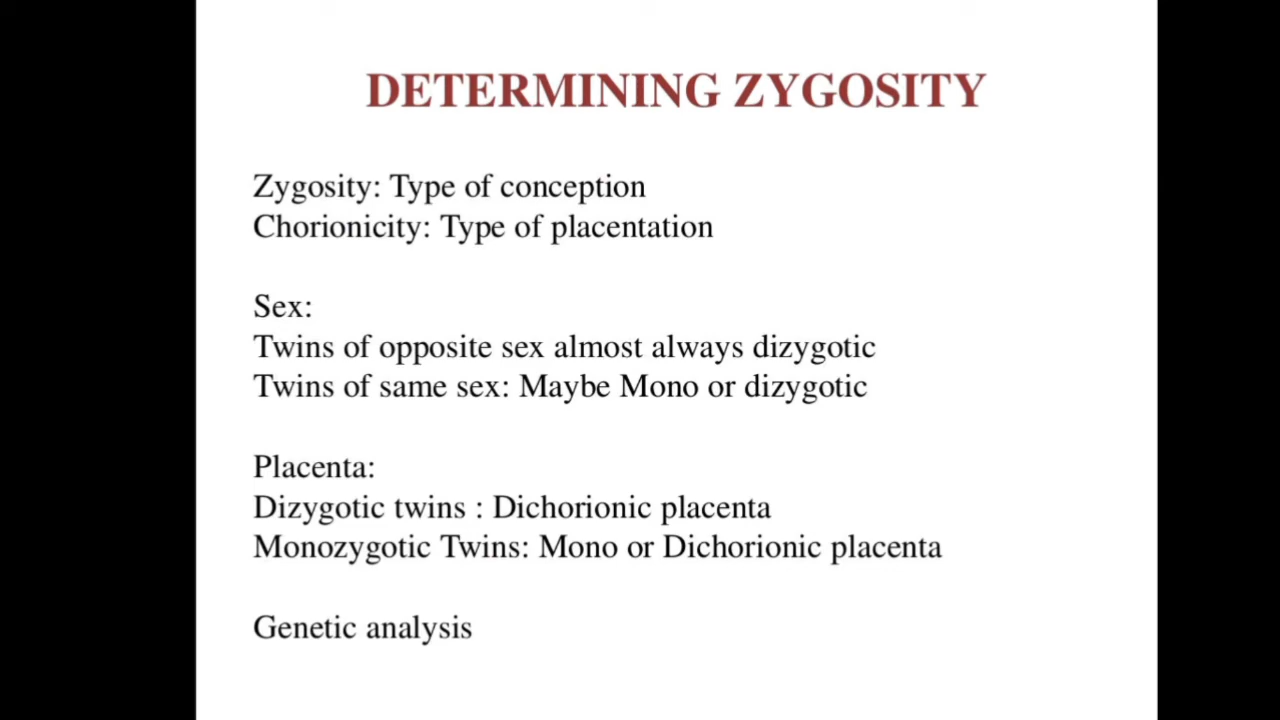 DETERMINING ZYGOSITY
Zygosity: Type of conception
Chorionicity: Type of placentation
Sex:
Twins of opposite sex almost always dizygotic
Twins of same sex: Maybe Mono or dizygotic
Placenta:
Dizygotic twins : Dichorionic placenta
Monozygotic Twins: Mono or Dichorionic placenta
Genetic analysis